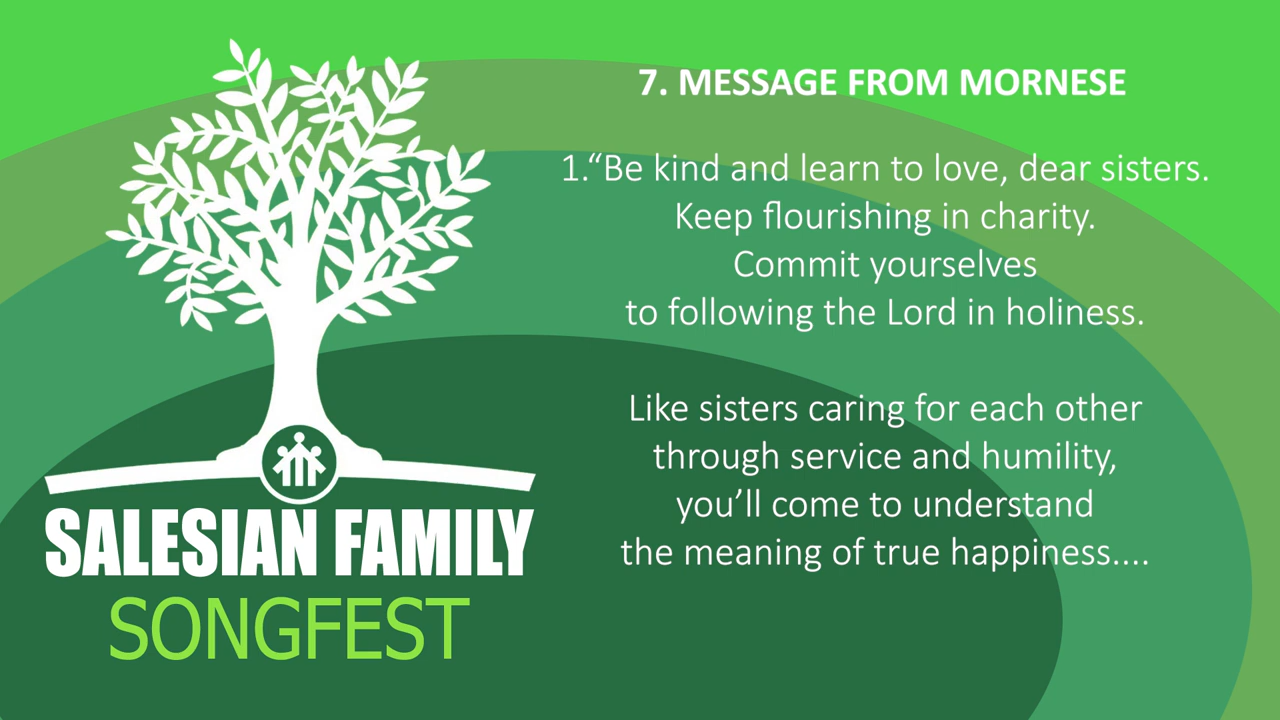 7. MESSAGE FROM MORNESE
1.“Be kind and learn to love, dear sisters.
Keep flourishing in charity.
Commit yourselves
to following the Lord in holiness.
Like sisters caring for each other
through service and humility,
you’ll come to understand
the meaning of true happiness....
SALESIAN FAMILY
SONGFEST